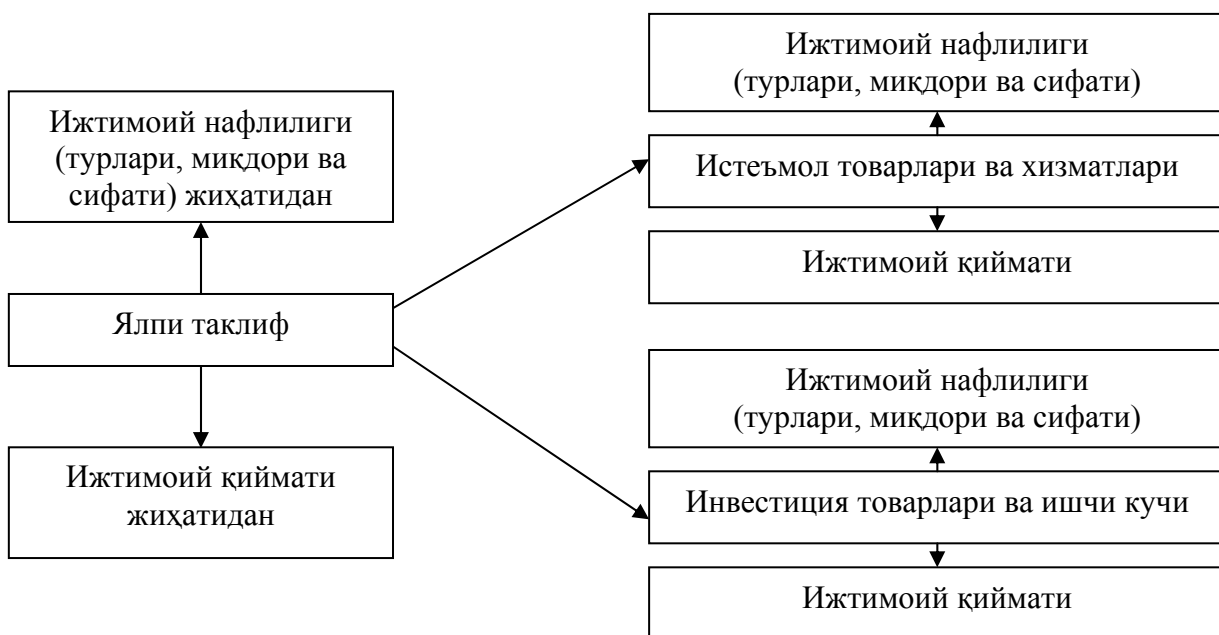 Ижтимоий нафлилиги
(турлари, миқдори ва
сифати) жиҳатидан
Ялпи таклиф
Ижтимоий қиймати
жиҳатидан
Ижтимоий нафлилиги
(турлари, миқдори ва сифати)
Истеъмол товарлари ва хизматлари
Ижтимоий қиймати
Ижтимоий нафлилиги
(турлари, миқдори ва сифати)
Инвестиция товарлари ва ишчи кучи
Ижтимоий қиймати